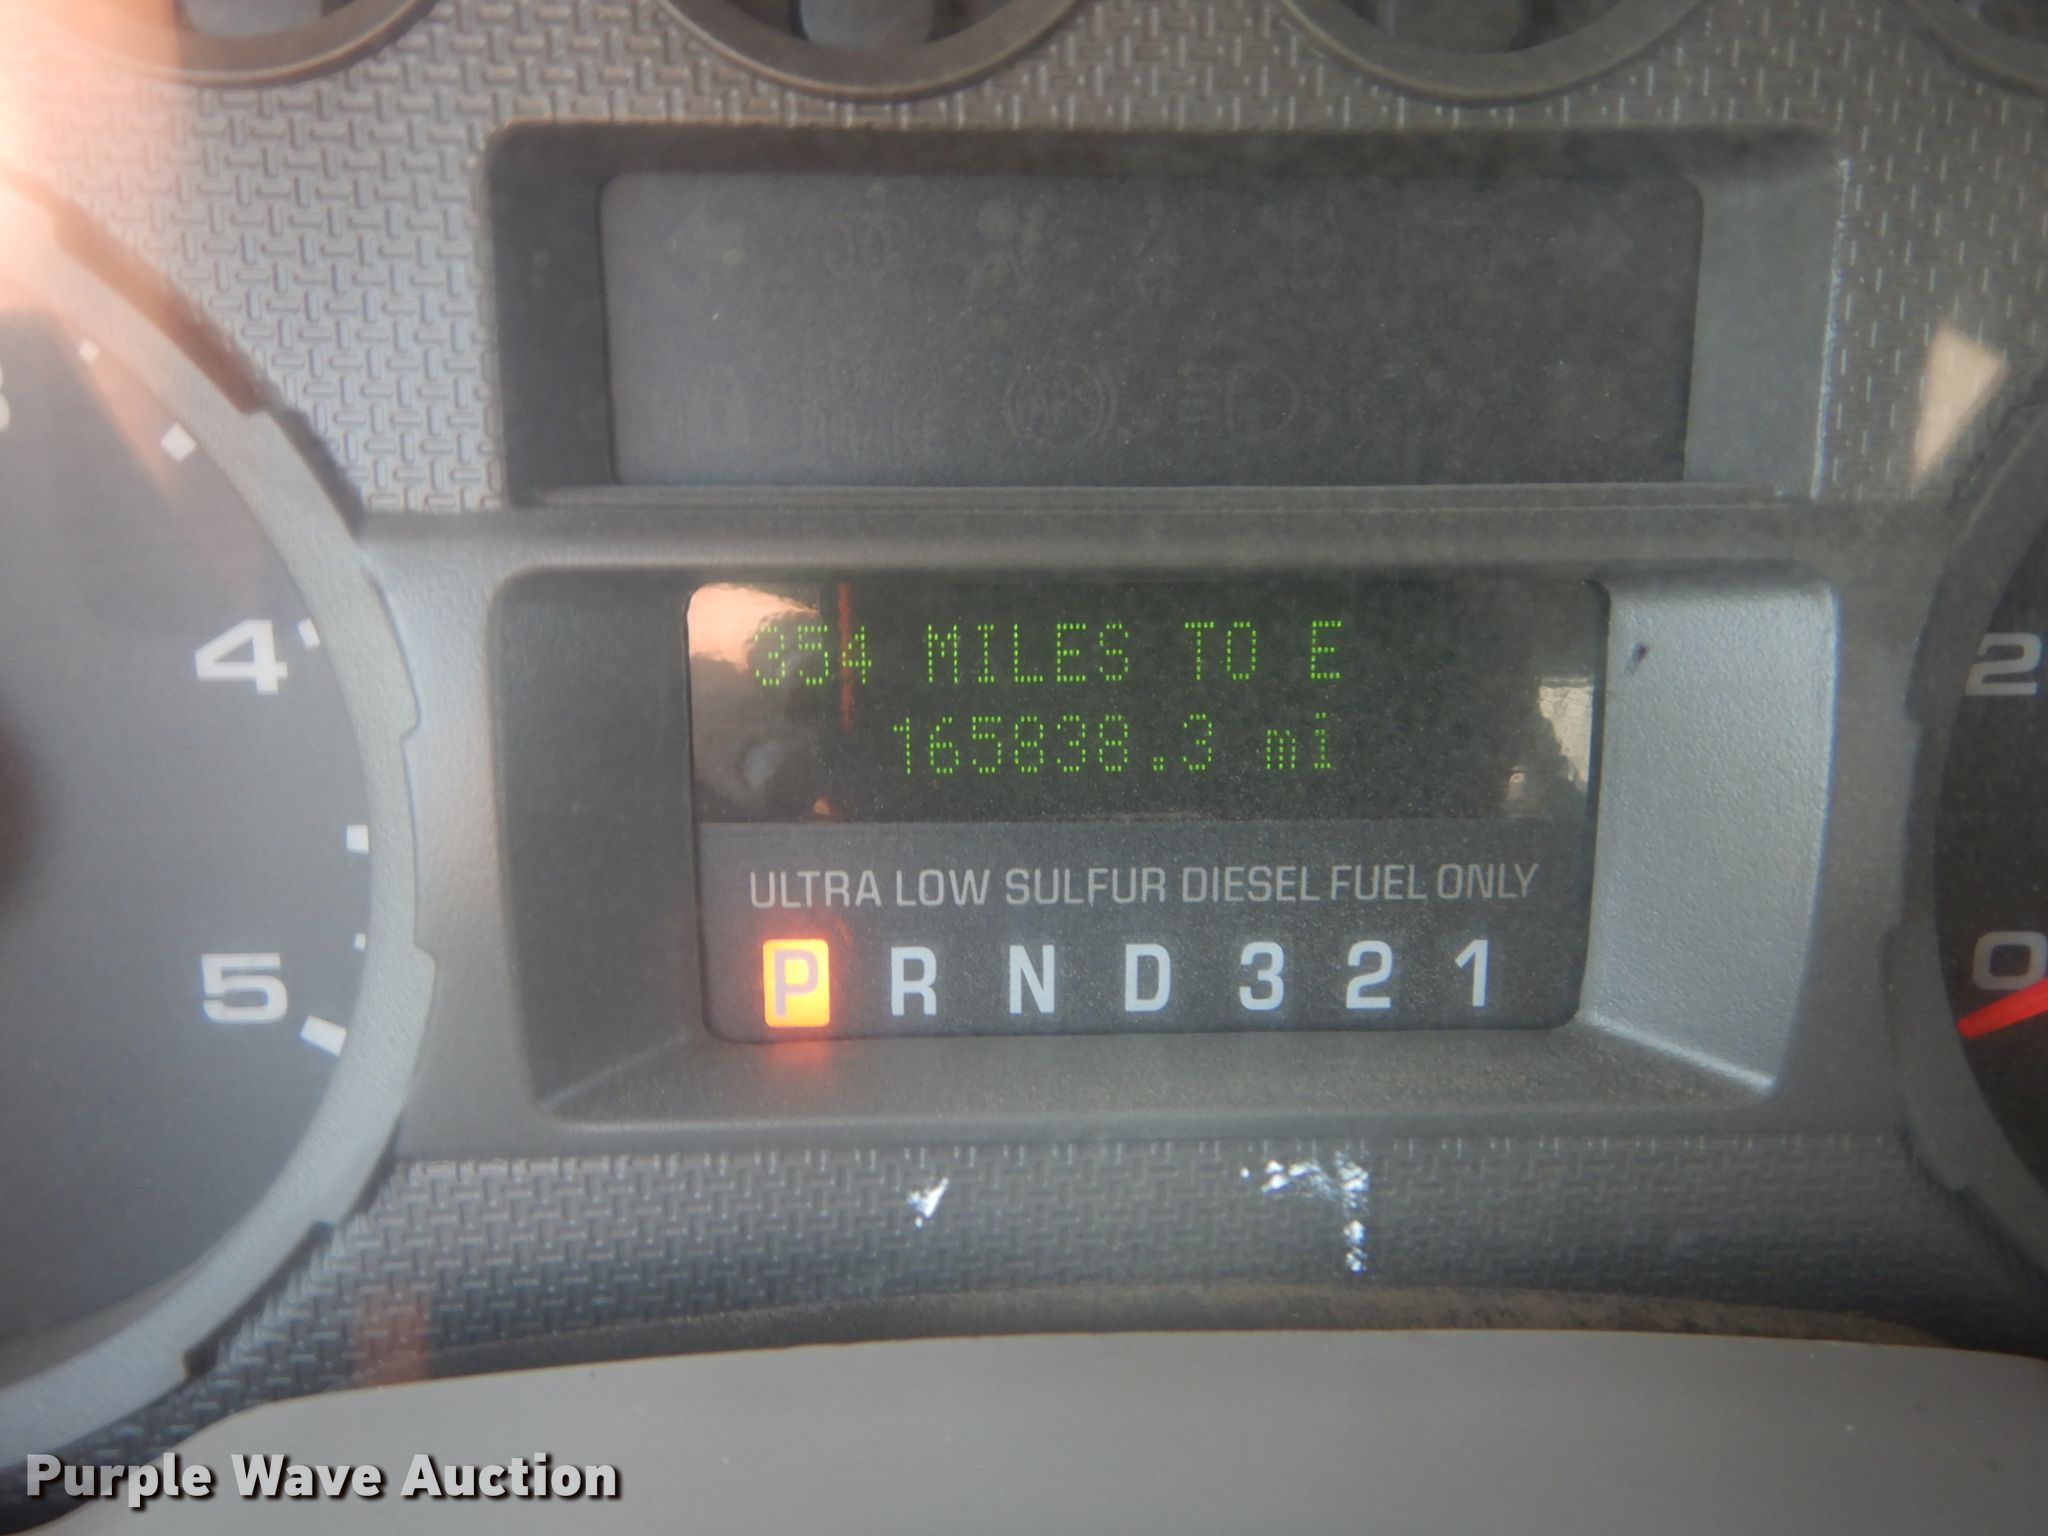 354 MILES TO E
165838.3 mi
ULTRA LOW SULFUR DIESEL FUEL ONLY
P R N D 3 2 1
4
5
2
0
Purple Wave Auction